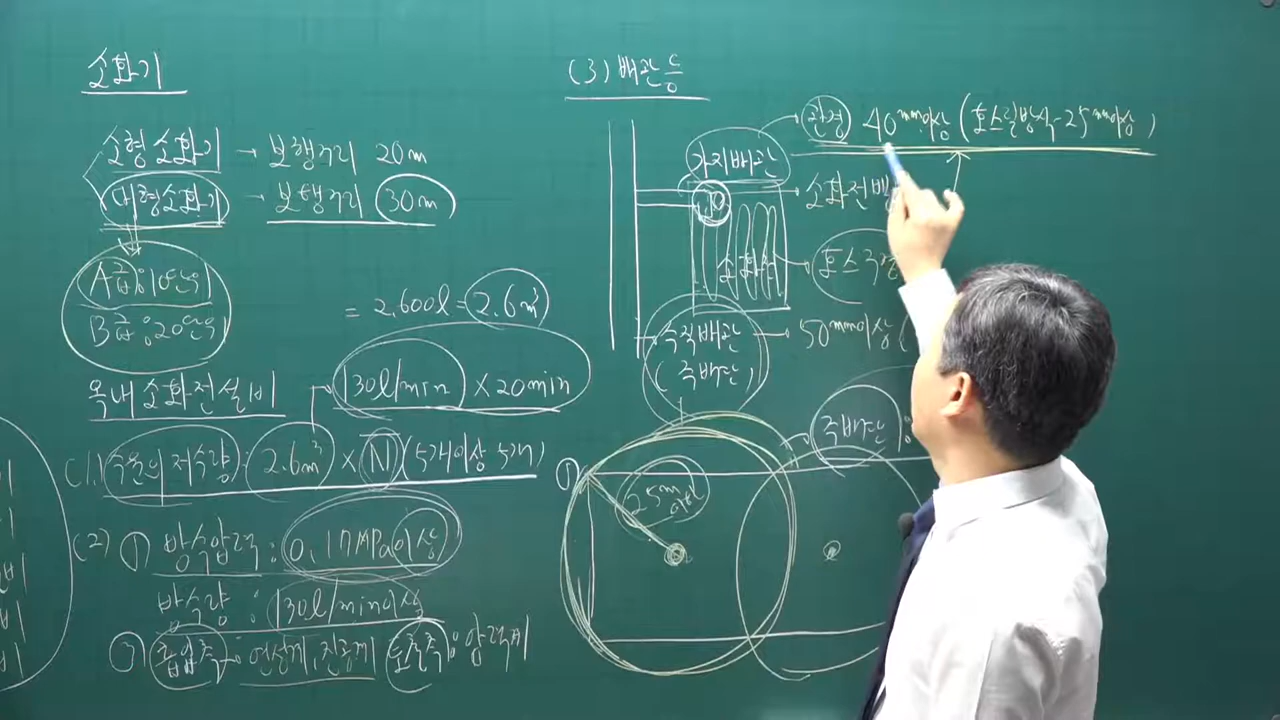 소화기
소형소화기 → 보행거리 20m
대형소화기 → 보행거리 30m
A급:10단위
B급:20단위
= 2.600l = 2.6㎥
130l/min × 20min
옥내소화전설비
(1) 수원의 저수량: 2.6㎥ × N (5개이상 5개)
(2) ① 방수압력 : 0.17MPa이상
방수량 : 130l/min이상
② 흡입측: 연성계, 진공계 토출측: 압력계
(3) 배관등
관경 40mm이상 (호스릴방식-25mm이상)
가지배관
소화전
호스
소화전
수직배관
(주배관)
50mm이상
주배관:
① 25m